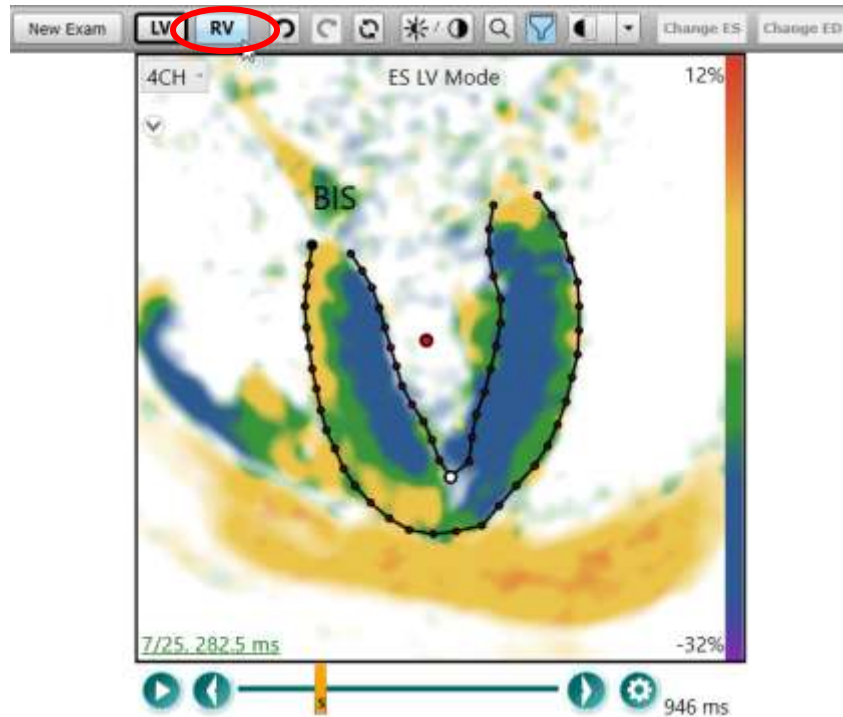 New Exam LV RV Change ES Change ED
4CH ES LV Mode 12%
BIS
7/25, 282.5 ms -32%
S
946 ms